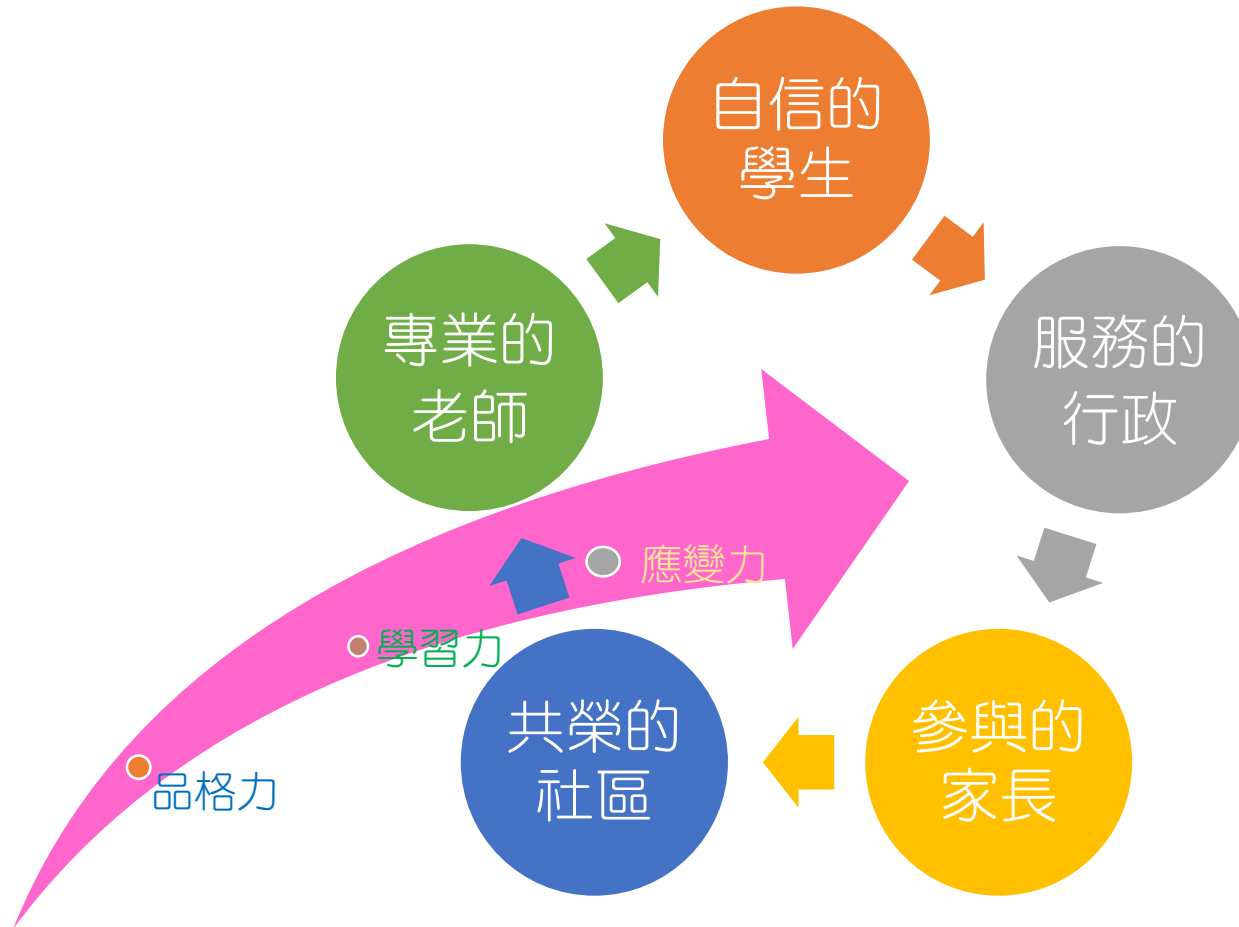 自信的
學生
專業的
老師
服務的
行政
應變力
學習力
品格力
共榮的
社區
參與的
家長